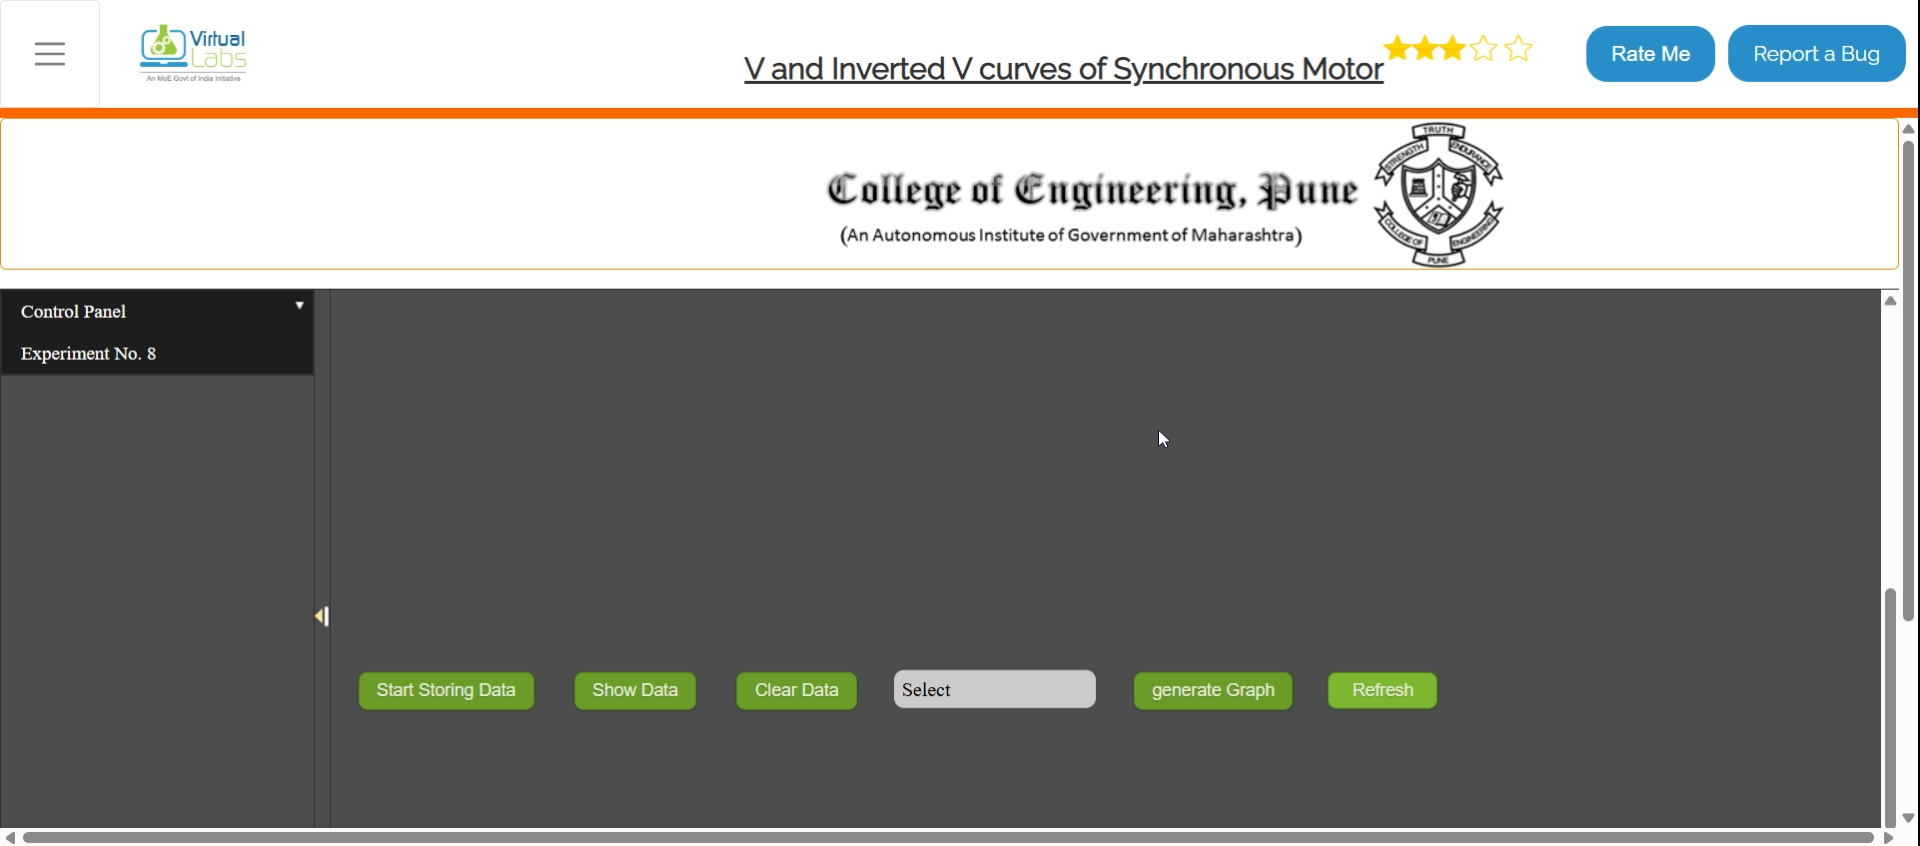 Virtual
Labs
An MoE Govt of India Initiative
V and Inverted V curves of Synchronous Motor
Rate Me
Report a Bug
College of Engineering, Pune
(An Autonomous Institute of Government of Maharashtra)
TRUTH
STRENGTH
ENDURANCE
COLLEGE OF
ENGINEERING
PUNE
Control Panel
Experiment No. 8
Start Storing Data
Show Data
Clear Data
Select
generate Graph
Refresh